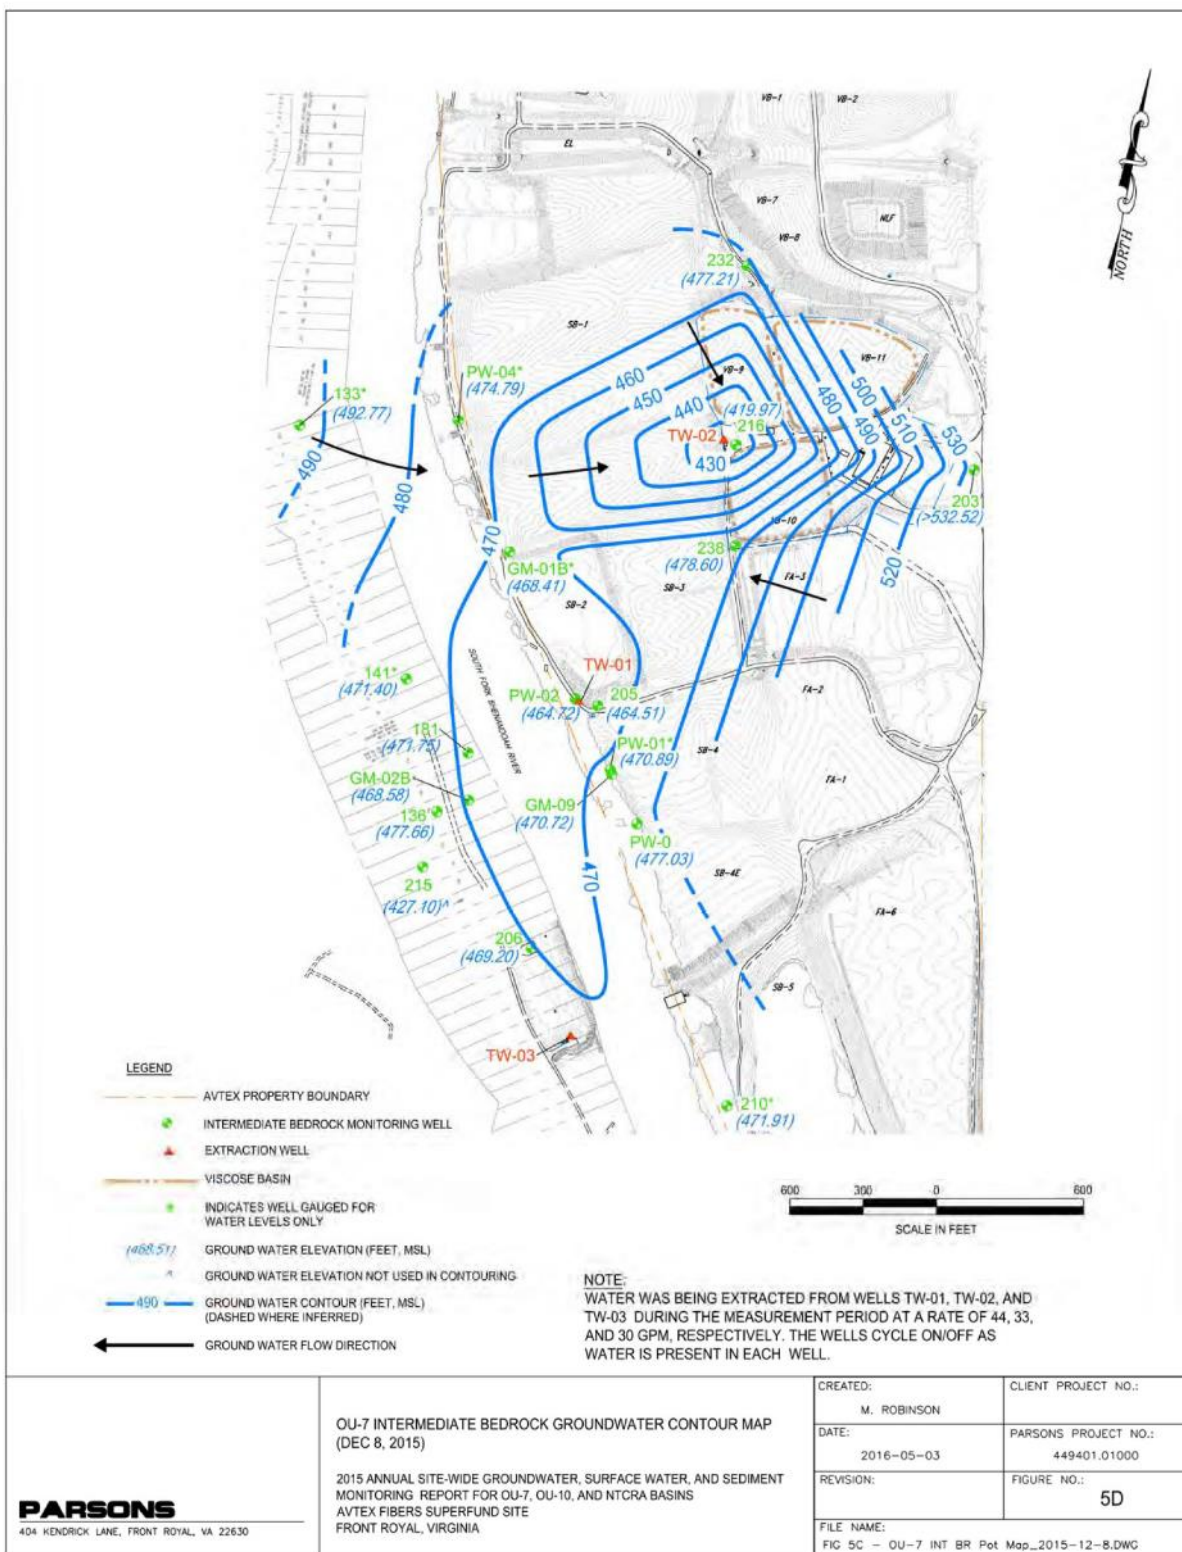 VB-1
VB-2
EL
VB-7
NLF
VB-8
NORTH
232
(477.21)
SB-1
VB-11
460
PW-04*
(474.79)
VB-9
500
480
450
133*
(492.77)
440
(419.97)
216
490
510
530
TW-02
430
490
480
203
(>532.52)
470
VB-10
238
(478.60)
GM-01B*
(468.41)
SB-3
FA-3
520
SB-2
TW-01
SOUTH FORK SHENANDOAH RIVER
141*
(471.40)
PW-02
(464.72)
205
(464.51)
FA-2
181
(471.75)
PW-01*
(470.89)
SB-4
GM-02B
(468.58)
FA-1
136*
(477.66)
GM-09
(470.72)
PW-0
(477.03)
215
(427.10)^
470
SB-4E
FA-6
206
(469.20)
SB-5
TW-03
210*
(471.91)
LEGEND
AVTEX PROPERTY BOUNDARY
INTERMEDIATE BEDROCK MONITORING WELL
EXTRACTION WELL
VISCOSE BASIN
* INDICATES WELL GAUGED FOR
WATER LEVELS ONLY
(468.51) GROUND WATER ELEVATION (FEET, MSL)
^ GROUND WATER ELEVATION NOT USED IN CONTOURING
490 GROUND WATER CONTOUR (FEET, MSL)
(DASHED WHERE INFERRED)
GROUND WATER FLOW DIRECTION
600 300 0 600
SCALE IN FEET
NOTE:
WATER WAS BEING EXTRACTED FROM WELLS TW-01, TW-02, AND
TW-03 DURING THE MEASUREMENT PERIOD AT A RATE OF 44, 33,
AND 30 GPM, RESPECTIVELY. THE WELLS CYCLE ON/OFF AS
WATER IS PRESENT IN EACH WELL.
PARSONS
404 KENDRICK LANE, FRONT ROYAL, VA 22630
OU-7 INTERMEDIATE BEDROCK GROUNDWATER CONTOUR MAP
(DEC 8, 2015)
2015 ANNUAL SITE-WIDE GROUNDWATER, SURFACE WATER, AND SEDIMENT
MONITORING REPORT FOR OU-7, OU-10, AND NTCRA BASINS
AVTEX FIBERS SUPERFUND SITE
FRONT ROYAL, VIRGINIA
CREATED:
M. ROBINSON
CLIENT PROJECT NO.:
DATE:
2016-05-03
PARSONS PROJECT NO.:
449401.01000
REVISION:
FIGURE NO.:
5D
FILE NAME:
FIG 5C - OU-7 INT BR Pot Map_2015-12-8.DWG